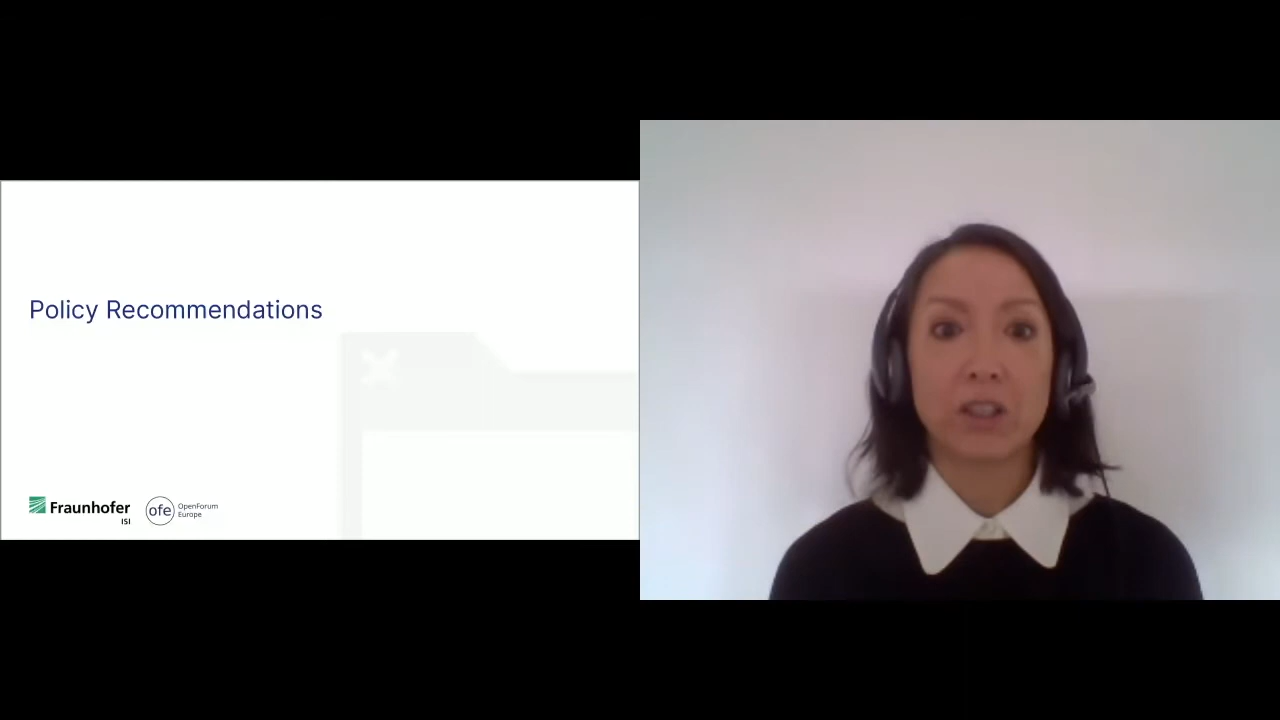 Policy Recommendations
Fraunhofer
ISI
ofe
OpenForum
Europe